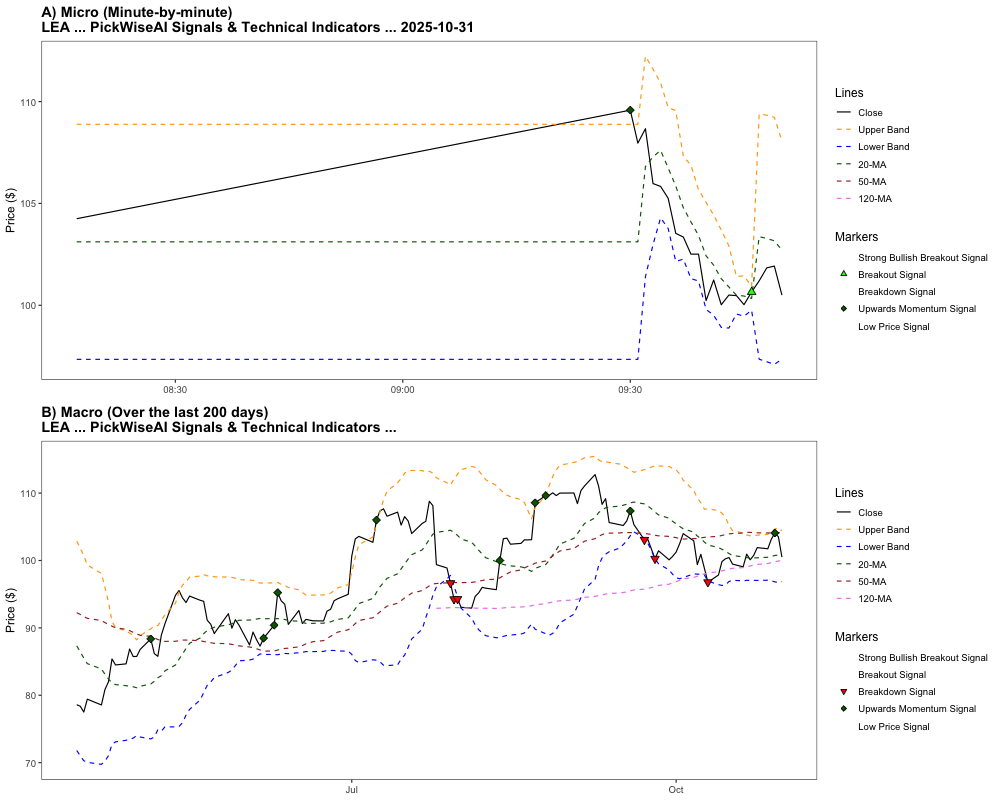 A) Micro (Minute-by-minute)
LEA ... PickWiseAI Signals & Technical Indicators ... 2025-10-31
Price ($)
110
105
100
08:30
09:00
09:30
Lines
Close
Upper Band
Lower Band
20-MA
50-MA
120-MA
Markers
Strong Bullish Breakout Signal
Breakout Signal
Breakdown Signal
Upwards Momentum Signal
Low Price Signal
B) Macro (Over the last 200 days)
LEA ... PickWiseAI Signals & Technical Indicators ...
Price ($)
110
100
90
80
70
Jul
Oct
Lines
Close
Upper Band
Lower Band
20-MA
50-MA
120-MA
Markers
Strong Bullish Breakout Signal
Breakout Signal
Breakdown Signal
Upwards Momentum Signal
Low Price Signal